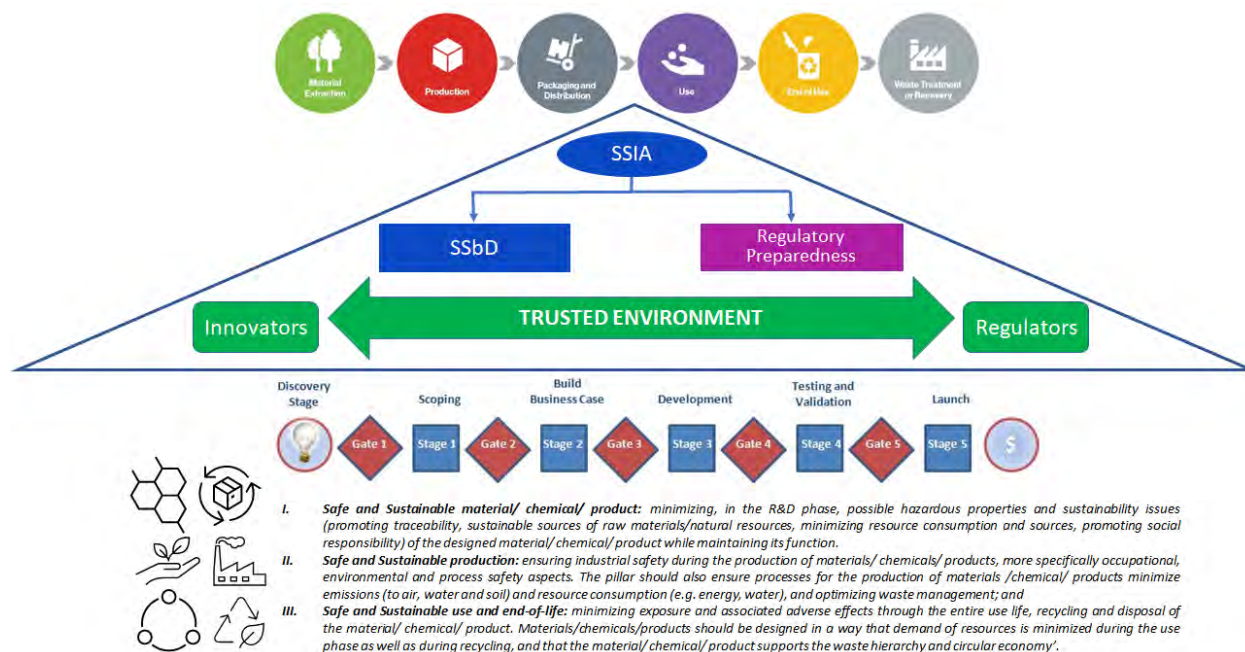 Material
Extraction
Production
Packaging and
Distribution
Use
End of Use
Waste Treatment
or Recovery
SSIA
SSbD
Regulatory
Preparedness
Innovators
TRUSTED ENVIRONMENT
Regulators
Discovery
Stage
Scoping
Build
Business Case
Development
Testing and
Validation
Launch
Gate 1
Stage 1
Gate 2
Stage 2
Gate 3
Stage 3
Gate 4
Stage 4
Gate 5
Stage 5
$
I. Safe and Sustainable material/ chemical/ product: minimizing, in the R&D phase, possible hazardous properties and sustainability issues
(promoting traceability, sustainable sources of raw materials/natural resources, minimizing resource consumption and sources, promoting social
responsibility) of the designed material/ chemical/ product while maintaining its function.
II. Safe and Sustainable production: ensuring industrial safety during the production of materials/ chemicals/ products, more specifically occupational,
environmental and process safety aspects. The pillar should also ensure processes for the production of materials /chemical/ products minimize
emissions (to air, water and soil) and resource consumption (e.g. energy, water), and optimizing waste management; and
III. Safe and Sustainable use and end-of-life: minimizing exposure and associated adverse effects through the entire use life, recycling and disposal of
the material/ chemical/ product. Materials/chemicals/products should be designed in a way that demand of resources is minimized during the use
phase as well as during recycling, and that the material/ chemical/ product supports the waste hierarchy and circular economy’.